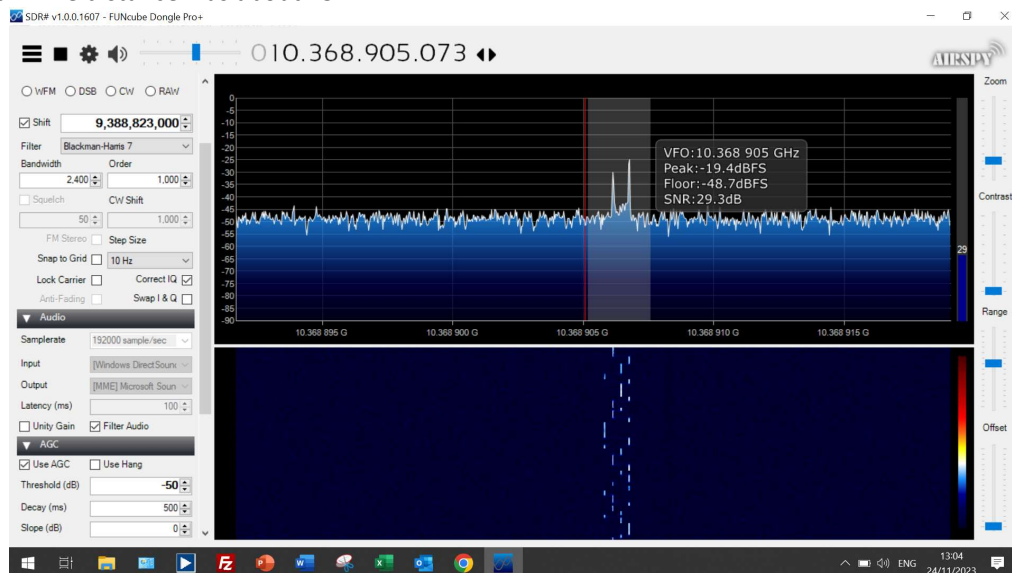 SDR# v1.0.0.1607 - FUNcube Dongle Pro+
010.368.905.073
AIRSPY
WFM DSB CW RAW
Shift 9,388,823,000
Filter Blackman-Harris 7
Bandwidth Order
2,400 1,000
Squelch CW Shift
50 1,000
FM Stereo Step Size
Snap to Grid 10 Hz
Lock Carrier Correct IQ
Anti-Fading Swap I & Q
Audio
Samplerate 192000 sample/sec
Input [Windows DirectSound
Output [MME] Microsoft Soun
Latency (ms) 100
Unity Gain Filter Audio
AGC
Use AGC Use Hang
Threshold (dB) -50
Decay (ms) 500
Slope (dB) 0
0
-5
-10
-15
-20
-25
-30
-35
-40
-45
-50
-55
-60
-65
-70
-75
-80
-85
-90
VFO:10.368 905 GHz
Peak:-19.4dBFS
Floor:-48.7dBFS
SNR:29.3dB
29
10.368 895 G 10.368 900 G 10.368 905 G 10.368 910 G 10.368 915 G
Zoom
Contrast
Range
Offset
ENG
13:04
24/11/2023